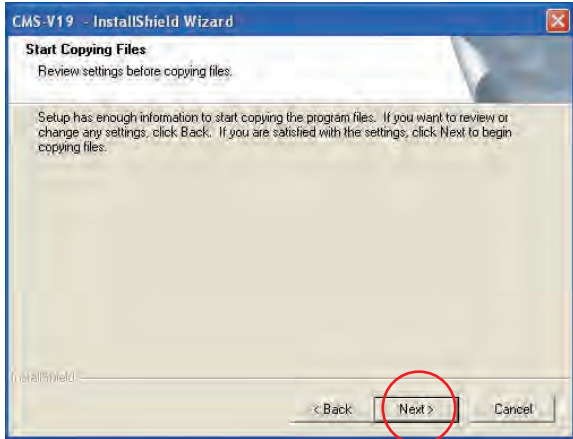 CMS-V19 - InstallShield Wizard
Start Copying Files
Review settings before copying files.
Setup has enough information to start copying the program files. If you want to review or
change any settings, click Back. If you are satisfied with the settings, click Next to begin
copying files.
InstallShield
< Back Next > Cancel